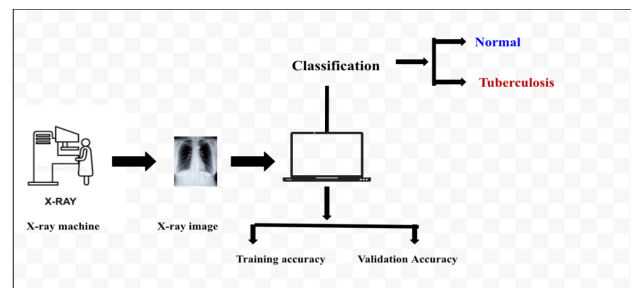 Normal
Classification
Tuberculosis
X-RAY
X-ray machine
X-ray image
Training accuracy
Validation Accuracy